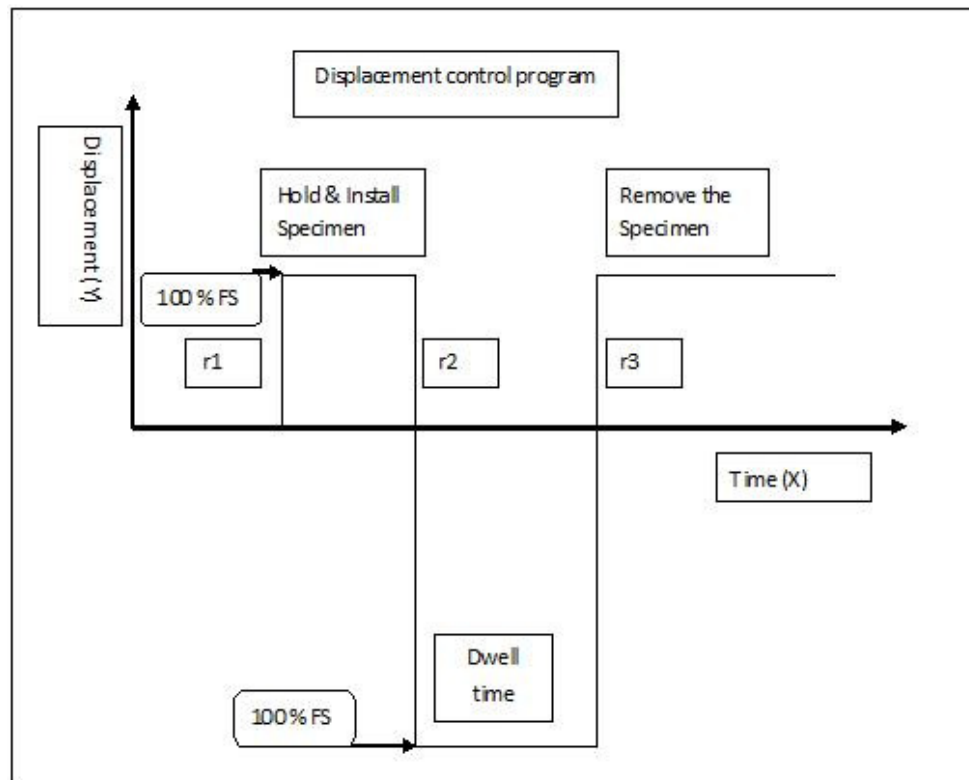 Displacement control program
Displacement (Y)
Hold & Install
Specimen
Remove the
Specimen
100 % FS
r1
r2
r3
Time (X)
Dwell
time
100 % FS